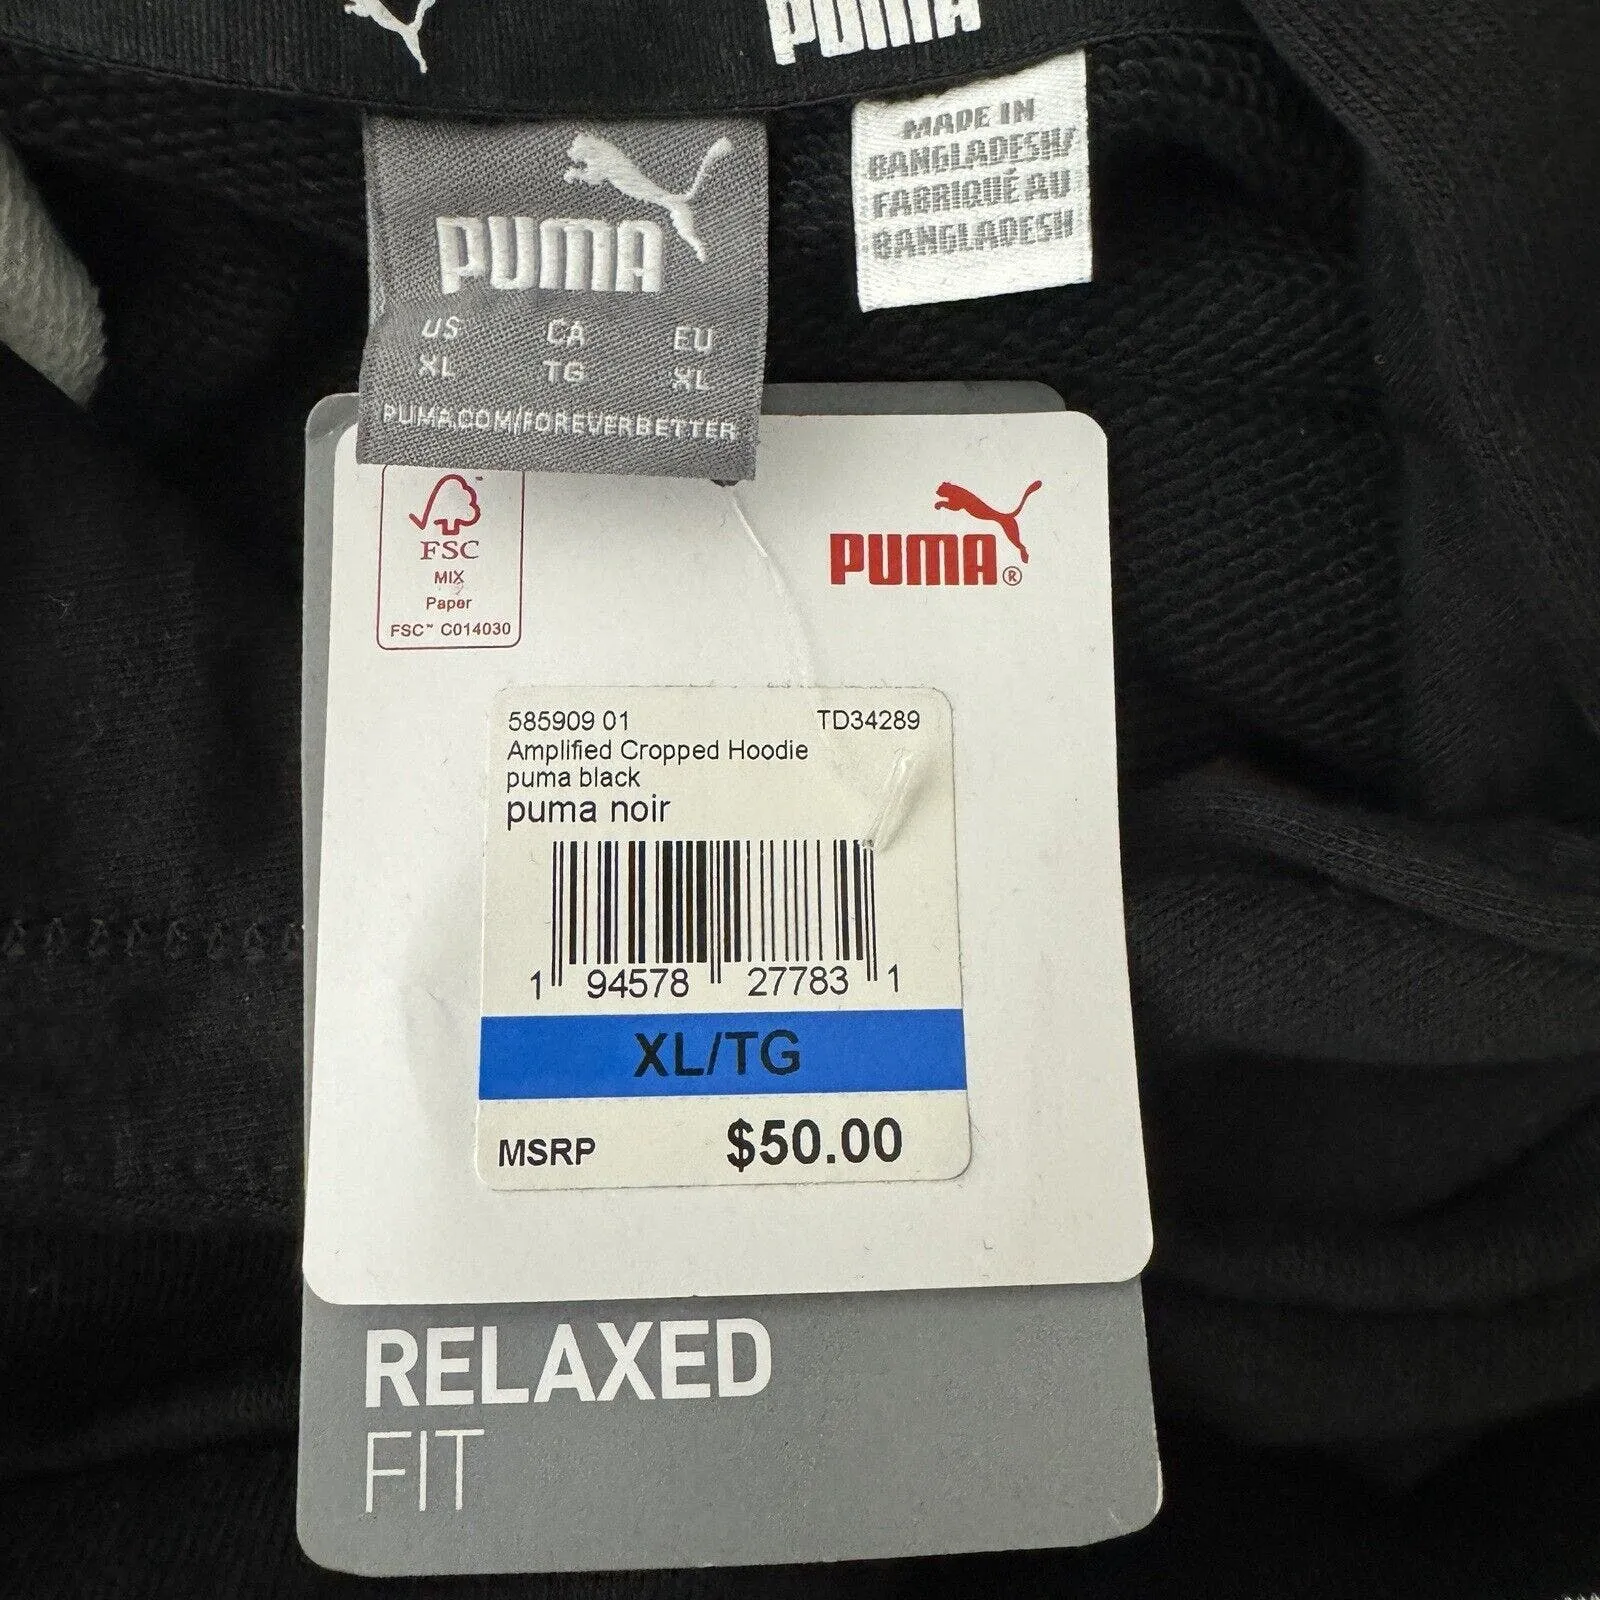 PUMA
MADE IN
BANGLADESH/
FABRIQUÉ AU
BANGLADESH
PUMA
US CA EU
XL TG XL
PUMA.COM/FOREVERBETTER
FSC
MIX
Paper
FSC™ C014030
PUMA®
585909 01 TD34289
Amplified Cropped Hoodie
puma black
puma noir
1 94578 27783 1
XL/TG
MSRP $50.00
RELAXED
FIT